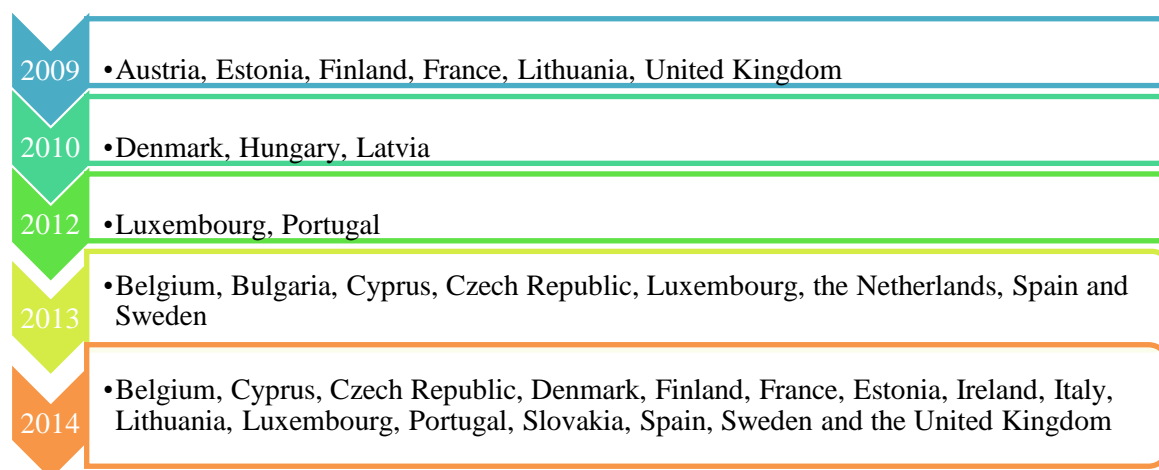 2009
•Austria, Estonia, Finland, France, Lithuania, United Kingdom
2010
•Denmark, Hungary, Latvia
2012
•Luxembourg, Portugal
2013
•Belgium, Bulgaria, Cyprus, Czech Republic, Luxembourg, the Netherlands, Spain and
Sweden
2014
•Belgium, Cyprus, Czech Republic, Denmark, Finland, France, Estonia, Ireland, Italy,
Lithuania, Luxembourg, Portugal, Slovakia, Spain, Sweden and the United Kingdom